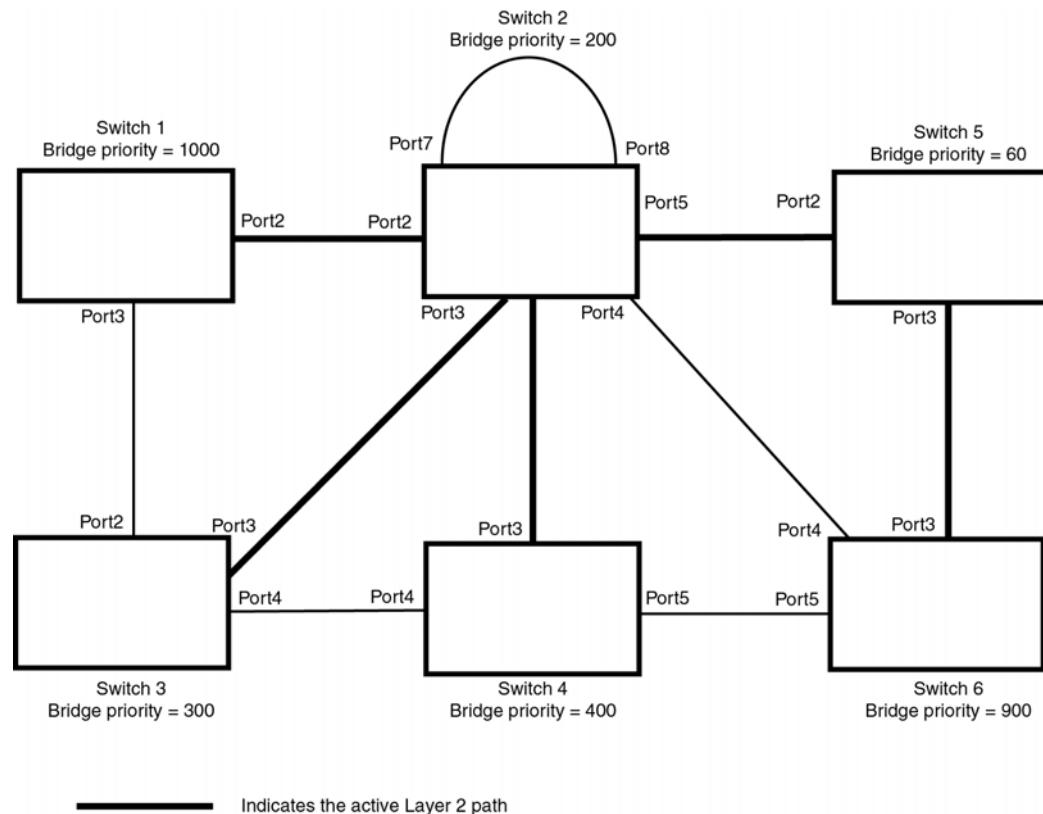 Switch 2
Bridge priority = 200
Switch 1
Bridge priority = 1000
Switch 5
Bridge priority = 60
Port7
Port8
Port2
Port2
Port5
Port2
Port3
Port3
Port4
Port3
Port2
Port3
Port3
Port4
Port3
Port4
Port4
Port5
Port5
Switch 3
Bridge priority = 300
Switch 4
Bridge priority = 400
Switch 6
Bridge priority = 900
Indicates the active Layer 2 path